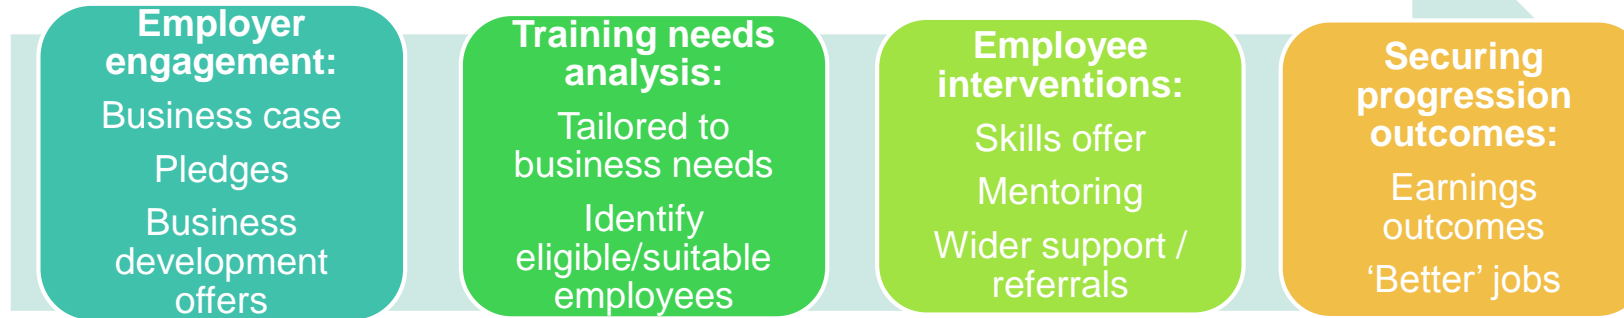 Employer
engagement:
Business case
Pledges
Business
development
offers
Training needs
analysis:
Tailored to
business needs
Identify
eligible/suitable
employees
Employee
interventions:
Skills offer
Mentoring
Wider support /
referrals
Securing
progression
outcomes:
Earnings
outcomes
‘Better’ jobs